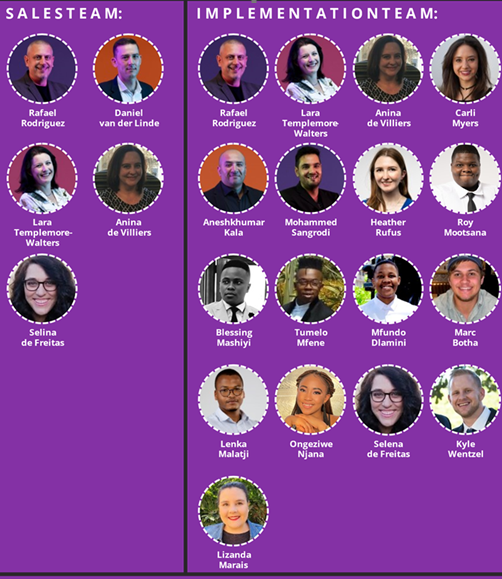 SALESTEAM:
Rafael
Rodriguez
Daniel
van der Linde
Lara
Templemore-
Walters
Anina
de Villiers
Selina
de Freitas
IMPLEMENTATIONTEAM:
Rafael
Rodriguez
Lara
Templemore-
Walters
Anina
de Villiers
Carli
Myers
Aneshkhumar
Kala
Mohammed
Sangrodi
Heather
Rufus
Roy
Mootsana
Blessing
Mashiyi
Tumelo
Mfene
Mfundo
Dlamini
Marc
Botha
Lenka
Malatji
Ongeziwe
Njana
Selena
de Freitas
Kyle
Wentzel
Lizanda
Marais